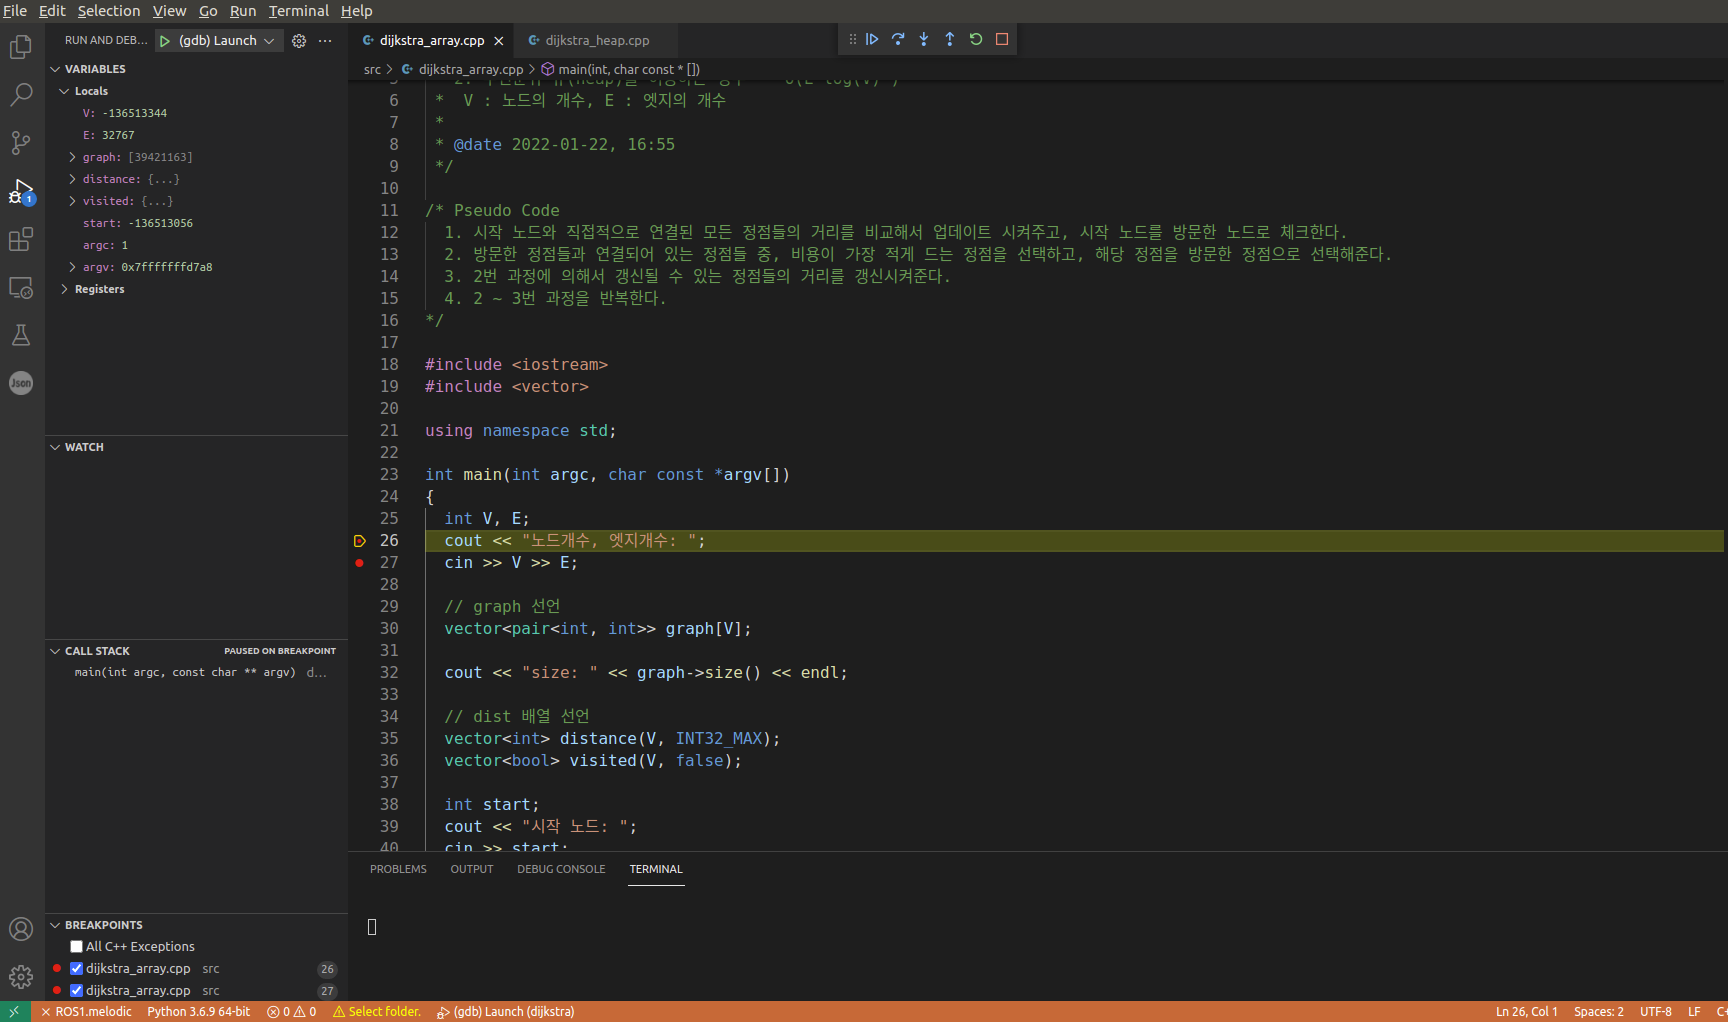 File Edit Selection View Go Run Terminal Help
RUN AND DEB... (gdb) Launch
dijkstra_array.cpp
dijkstra_heap.cpp
src > dijkstra_array.cpp > main(int, char const * [])
VARIABLES
Locals
V: -136513344
E: 32767
graph: [39421163]
distance: {...}
visited: {...}
start: -136513056
argc: 1
argv: 0x7fffffffd7a8
Registers
WATCH
CALL STACK PAUSED ON BREAKPOINT
main(int argc, const char ** argv) d...
BREAKPOINTS
All C++ Exceptions
dijkstra_array.cpp src 26
dijkstra_array.cpp src 27
6 * V : 노드의 개수, E : 엣지의 개수
7 *
8 * @date 2022-01-22, 16:55
9 */
10
11 /* Pseudo Code
12 1. 시작 노드와 직접적으로 연결된 모든 정점들의 거리를 비교해서 업데이트 시켜주고, 시작 노드를 방문한 노드로 체크한다.
13 2. 방문한 정점들과 연결되어 있는 정점들 중, 비용이 가장 적게 드는 정점을 선택하고, 해당 정점을 방문한 정점으로 선택해준다.
14 3. 2번 과정에 의해서 갱신될 수 있는 정점들의 거리를 갱신시켜준다.
15 4. 2 ~ 3번 과정을 반복한다.
16 */
17
18 #include <iostream>
19 #include <vector>
20
21 using namespace std;
22
23 int main(int argc, char const *argv[])
24 {
25 int V, E;
26 cout << "노드개수, 엣지개수: ";
27 cin >> V >> E;
28
29 // graph 선언
30 vector<pair<int, int>> graph[V];
31
32 cout << "size: " << graph->size() << endl;
33
34 // dist 배열 선언
35 vector<int> distance(V, INT32_MAX);
36 vector<bool> visited(V, false);
37
38 int start;
39 cout << "시작 노드: ";
40 cin >> start;
PROBLEMS OUTPUT DEBUG CONSOLE TERMINAL
ROS1.melodic Python 3.6.9 64-bit 0 0 Select folder. (gdb) Launch (dijkstra) Ln 26, Col 1 Spaces: 2 UTF-8 LF
1
Json